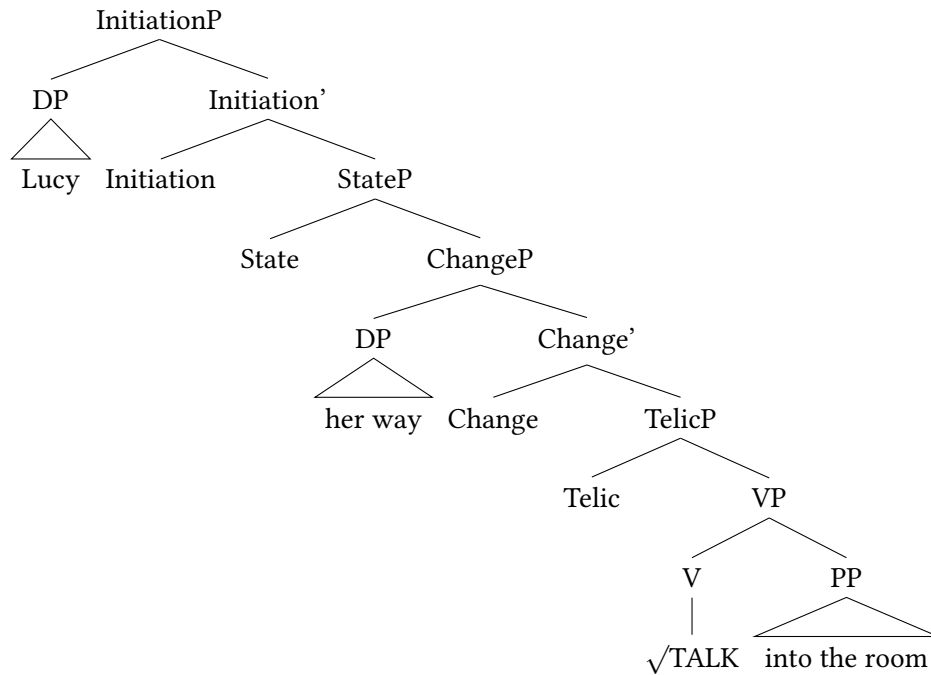 InitiationP
DP Initiation’
Lucy Initiation StateP
State ChangeP
DP Change’
her way Change TelicP
Telic VP
V PP
√TALK into the room